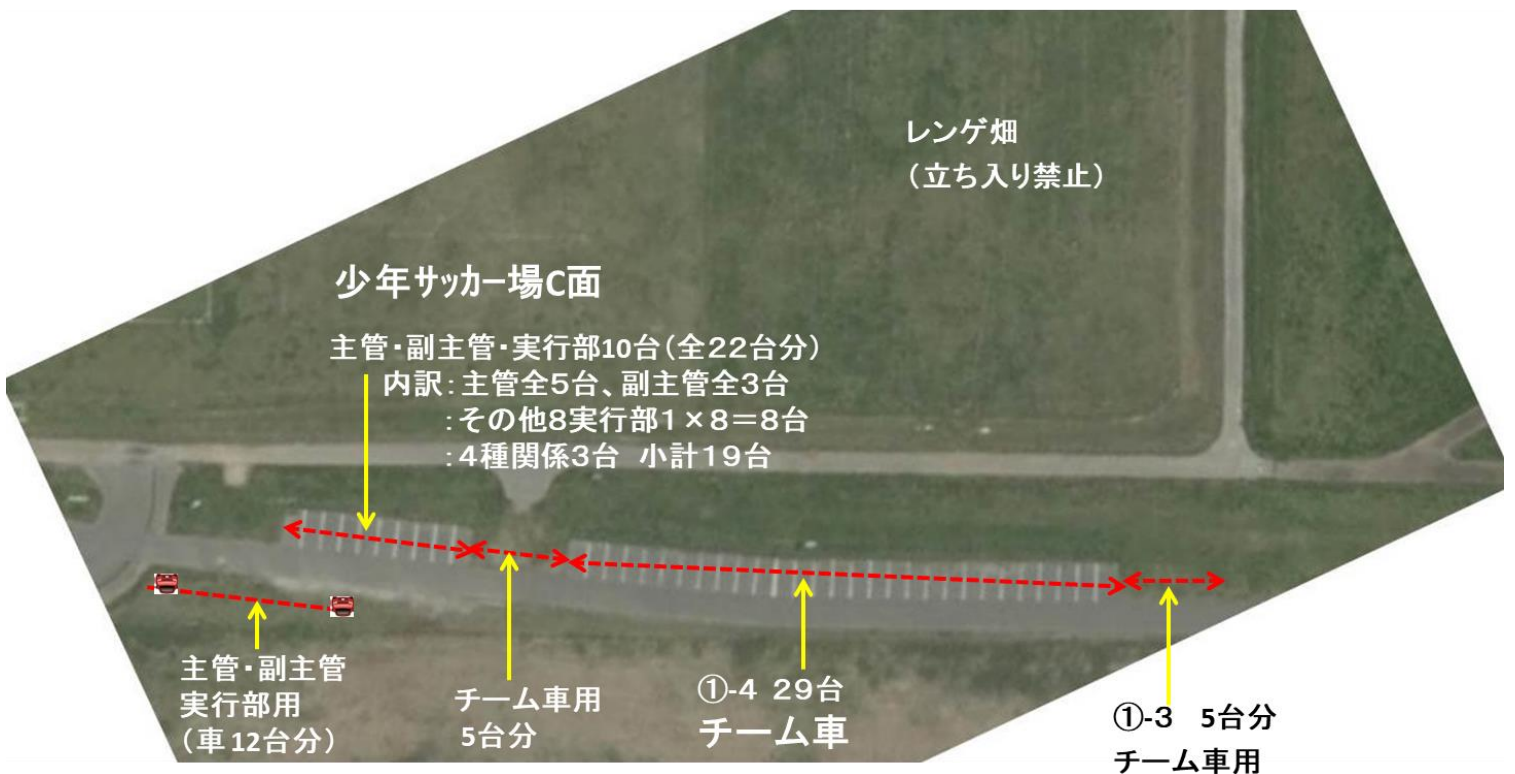 レンゲ畑
（立ち入り禁止）
少年サッカー場C面
主管・副主管・実行部10台（全22台分）
内訳：主管全5台、副主管全3台
：その他8実行部1×8＝8台
：4種関係3台 小計19台
主管・副主管
実行部用
（車12台分）
チーム車用
5台分
①-4 29台
チーム車
①-3 5台分
チーム車用